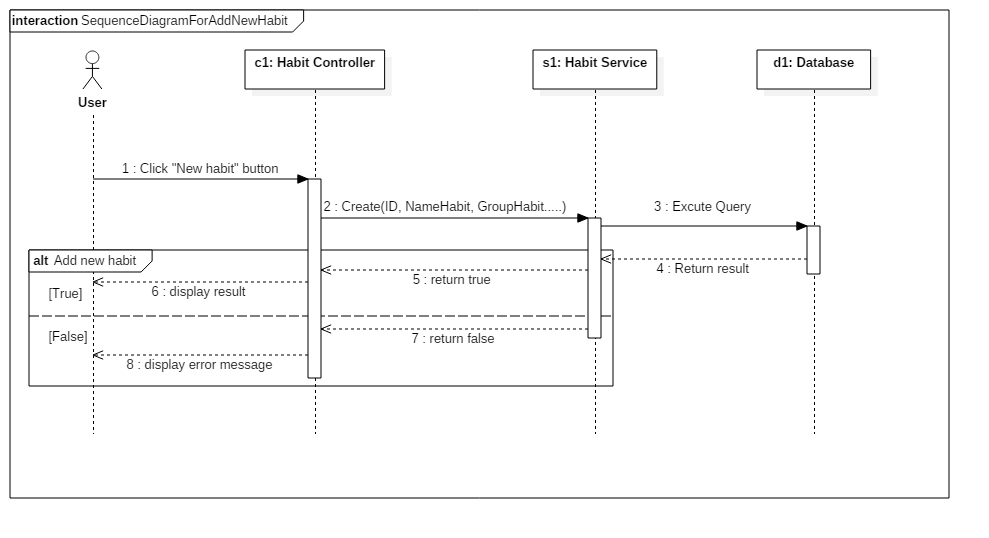 interaction SequenceDiagramForAddNewHabit
c1: Habit Controller
s1: Habit Service
d1: Database
User
1 : Click "New habit" button
2 : Create(ID, NameHabit, GroupHabit.....)
3 : Excute Query
alt Add new habit
4 : Return result
5 : return true
6 : display result
[True]
[False]
7 : return false
8 : display error message